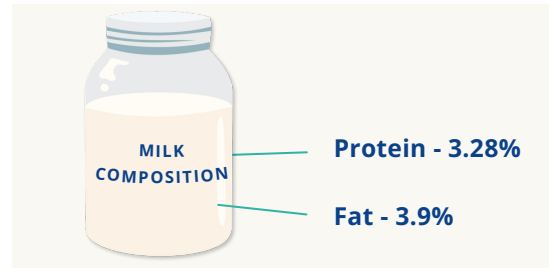 MILK
COMPOSITION
Protein - 3.28%
Fat - 3.9%